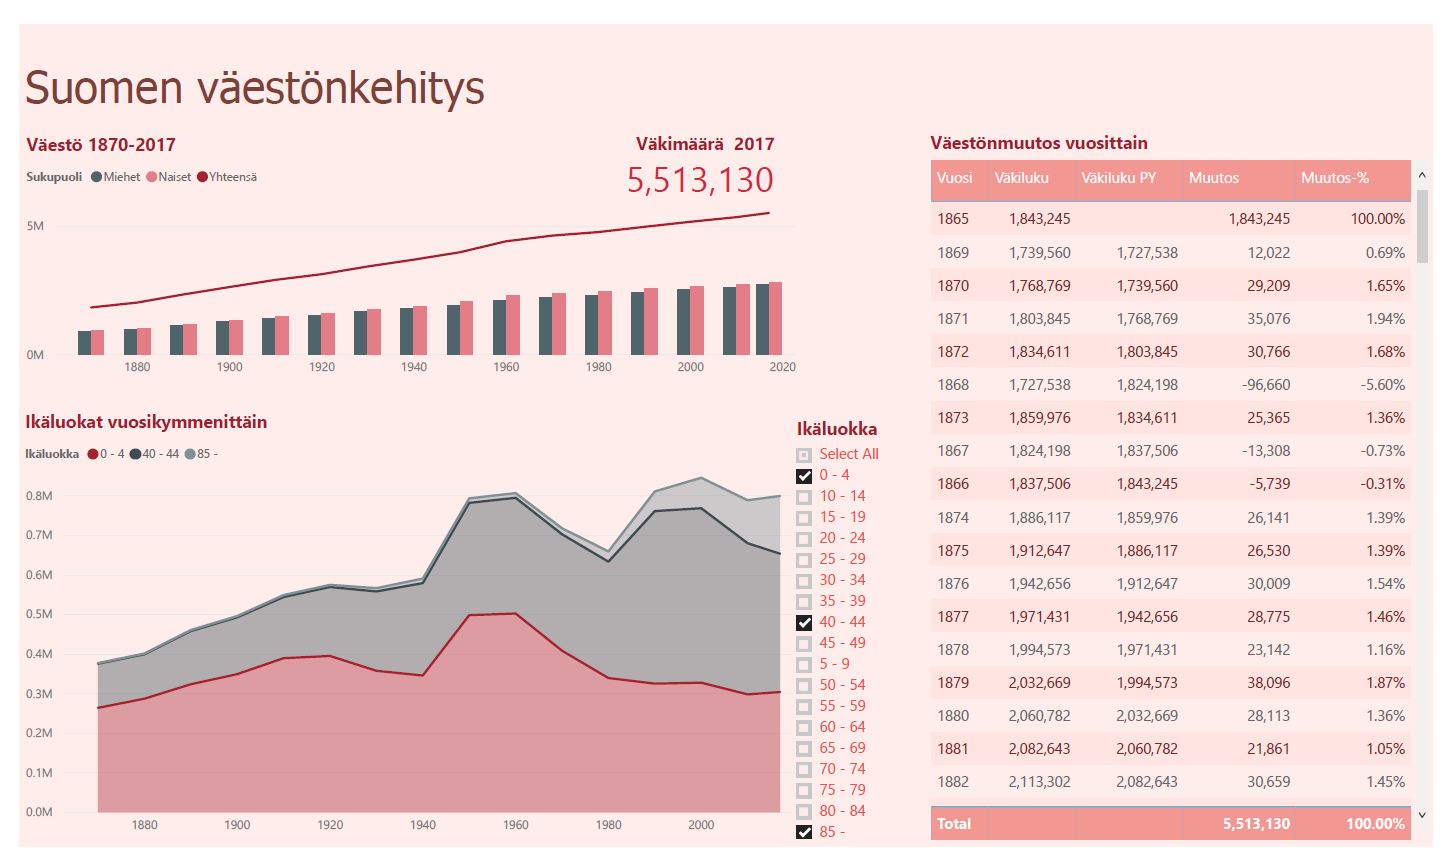 Suomen väestönkehitys
Väestö 1870-2017
Sukupuoli Miehet Naiset Yhteensä
Väkimäärä 2017
5,513,130
5M
0M
1880 1900 1920 1940 1960 1980 2000 2020
Ikäluokat vuosikymmenittäin
Ikäluokka 0 - 4 40 - 44 85 -
0.8M
0.7M
0.6M
0.5M
0.4M
0.3M
0.2M
0.1M
0.0M
1880 1900 1920 1940 1960 1980 2000
Ikäluokka
Select All
0 - 4
10 - 14
15 - 19
20 - 24
25 - 29
30 - 34
35 - 39
40 - 44
45 - 49
5 - 9
50 - 54
55 - 59
60 - 64
65 - 69
70 - 74
75 - 79
80 - 84
85 -
Väestönmuutos vuosittain
Vuosi Väkiluku Väkiluku PY Muutos Muutos-%
1865 1,843,245 1,843,245 100.00%
1869 1,739,560 1,727,538 12,022 0.69%
1870 1,768,769 1,739,560 29,209 1.65%
1871 1,803,845 1,768,769 35,076 1.94%
1872 1,834,611 1,803,845 30,766 1.68%
1868 1,727,538 1,824,198 -96,660 -5.60%
1873 1,859,976 1,834,611 25,365 1.36%
1867 1,824,198 1,837,506 -13,308 -0.73%
1866 1,837,506 1,843,245 -5,739 -0.31%
1874 1,886,117 1,859,976 26,141 1.39%
1875 1,912,647 1,886,117 26,530 1.39%
1876 1,942,656 1,912,647 30,009 1.54%
1877 1,971,431 1,942,656 28,775 1.46%
1878 1,994,573 1,971,431 23,142 1.16%
1879 2,032,669 1,994,573 38,096 1.87%
1880 2,060,782 2,032,669 28,113 1.36%
1881 2,082,643 2,060,782 21,861 1.05%
1882 2,113,302 2,082,643 30,659 1.45%
Total 5,513,130 100.00%